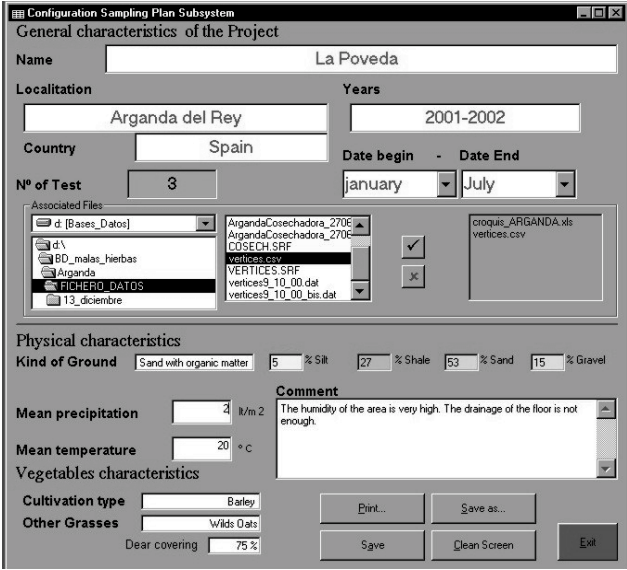 Configuration Sampling Plan Subsystem
General characteristics of the Project
Name La Poveda
Localitation Years
Arganda del Rey 2001-2002
Country Spain
Date begin - Date End
Nº of Test 3 january July
Associated Files
d: [Bases_Datos]
d:\
BD_malas_hierbas
Arganda
FICHERO_DATOS
13_diciembre
ArgandaCosechadora_2706
ArgandaCosechadora_2706
COSECH.SRF
vertices.csv
VERTICES.SRF
vertices9_10_00.dat
vertices9_10_00_bis.dat
croquis_ARGANDA.xls
vertices.csv
Physical characteristics
Kind of Ground Sand with organic matter 5 % Silt 27 % Shale 53 % Sand 15 % Gravel
Comment
Mean precipitation 2 lt/m 2
The humidity of the area is very high. The drainage of the floor is not
enough.
Mean temperature 20 º C
Vegetables characteristics
Cultivation type Barley
Other Grasses Wilds Oats
Dear covering 75 %
Print... Save as...
Save Clean Screen Exit